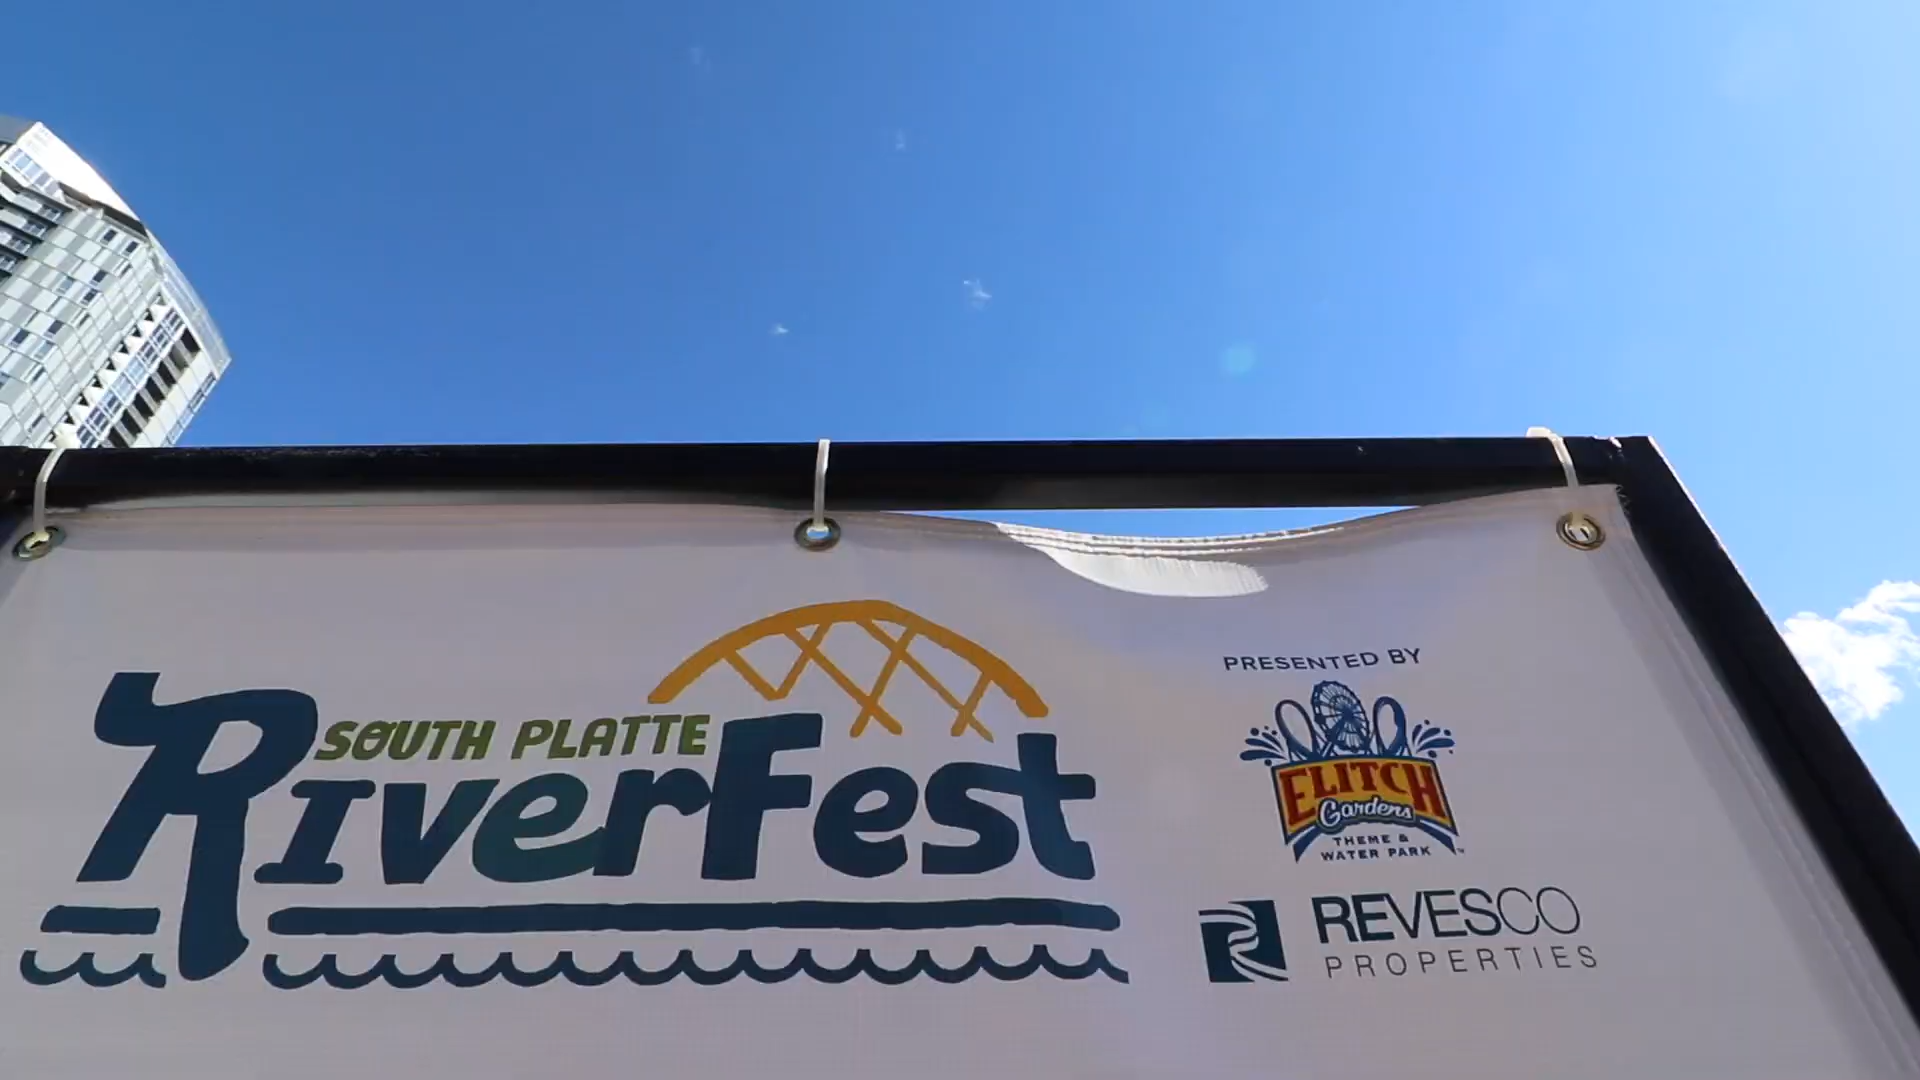 SOUTH PLATTE
RIVERFEST
PRESENTED BY
ELITCH
Gardens
THEME &
WATER PARK
REVESCO
PROPERTIES